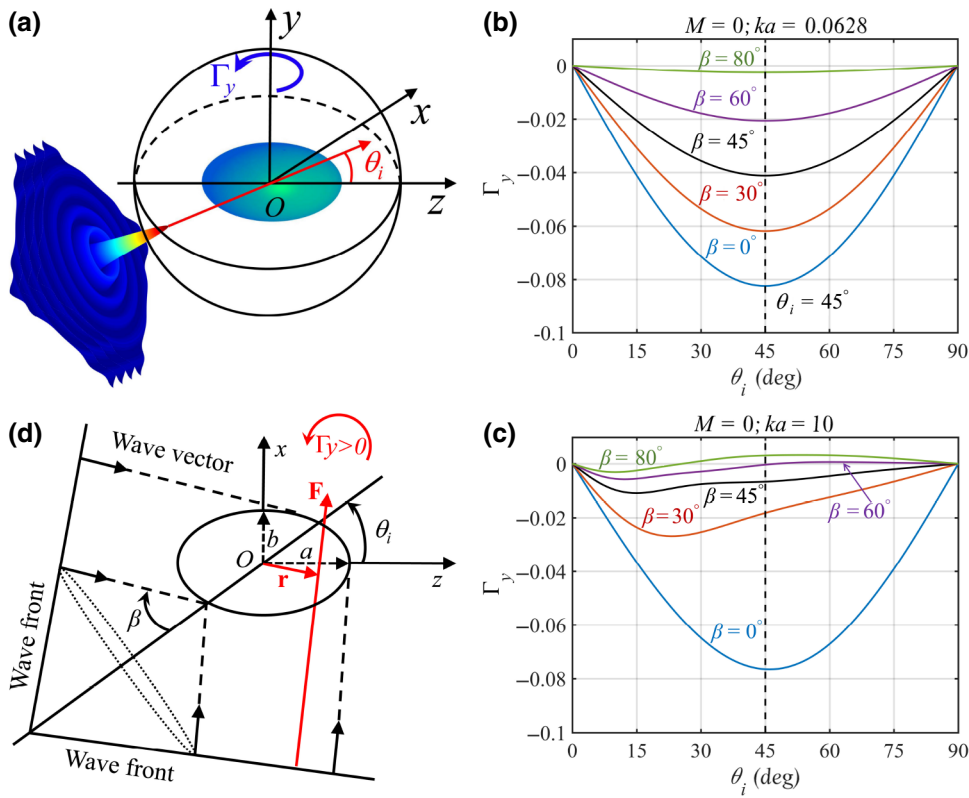 (a)
y
Γy
x
θi
O
z
(b)
M = 0; ka = 0.0628
β = 80°
β = 60°
β = 45°
β = 30°
β = 0°
θi = 45°
Γy
0
−0.02
−0.04
−0.06
−0.08
-0.1
0 15 30 45 60 75 90
θi (deg)
(d)
Wave vector
x
Γy>0
F
θi
b
a
O
r
z
β
Wave front
Wave front
(c)
M = 0; ka = 10
β = 80°
β = 45°
β = 60°
β = 30°
β = 0°
Γy
0
−0.02
−0.04
−0.06
−0.08
-0.1
0 15 30 45 60 75 90
θi (deg)